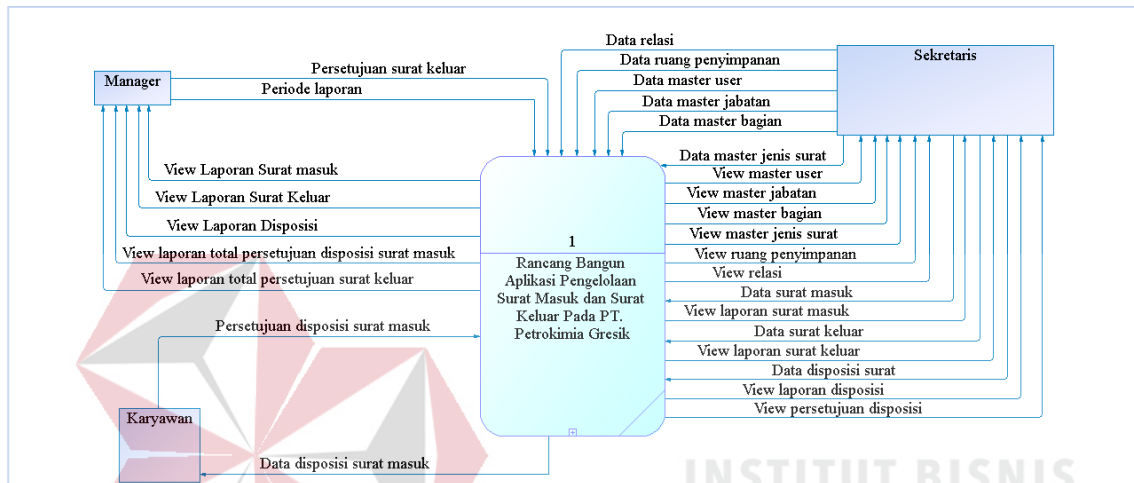 Data relasi
Sekretaris
Data ruang penyimpanan
Persetujuan surat keluar
Manager
Data master user
Periode laporan
Data master jabatan
Data master bagian
Data master jenis surat
View Laporan Surat masuk
View master user
View Laporan Surat Keluar
View master jabatan
View master bagian
View Laporan Disposisi
View master jenis surat
1
View laporan total persetujuan disposisi surat masuk
View ruang penyimpanan
Rancang Bangun
Aplikasi Pengelolaan
Surat Masuk dan Surat
Keluar Pada PT.
Petrokimia Gresik
View laporan total persetujuan surat keluar
View relasi
Data surat masuk
View laporan surat masuk
Persetujuan disposisi surat masuk
Data surat keluar
View laporan surat keluar
Data disposisi surat
View laporan disposisi
View persetujuan disposisi
Karyawan
Data disposisi surat masuk
INSTITUT BISNIS